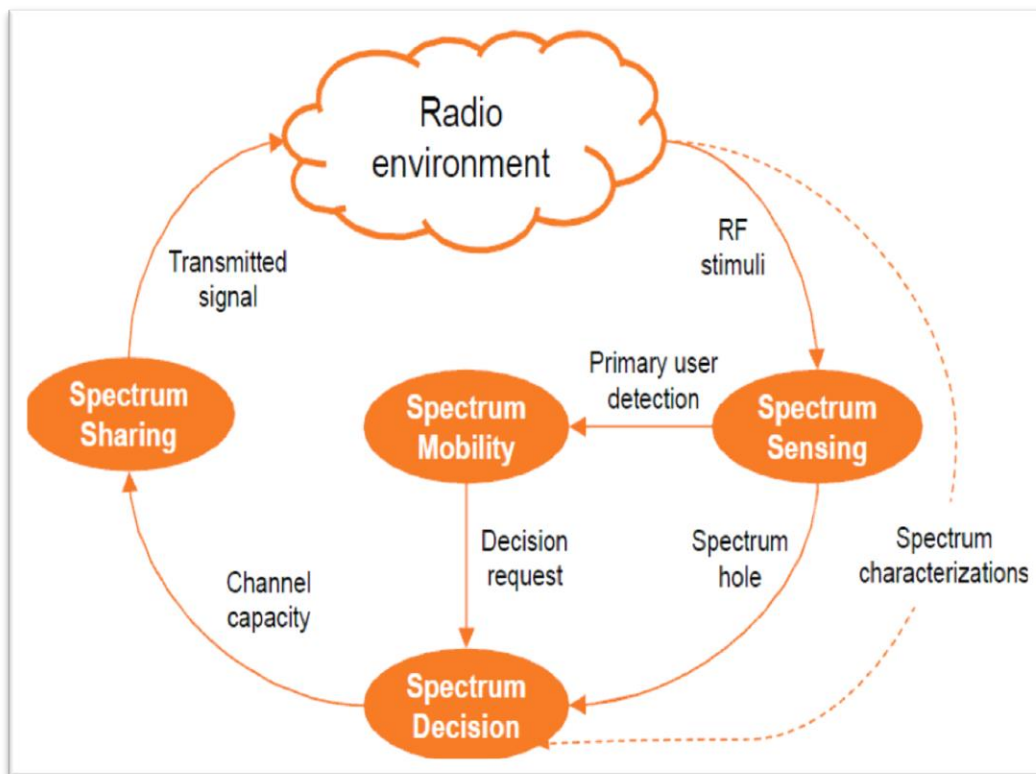 Radio
environment
RF
stimuli
Transmitted
signal
Primary user
detection
Spectrum
Sharing
Spectrum
Mobility
Spectrum
Sensing
Decision
request
Spectrum
hole
Spectrum
characterizations
Channel
capacity
Spectrum
Decision